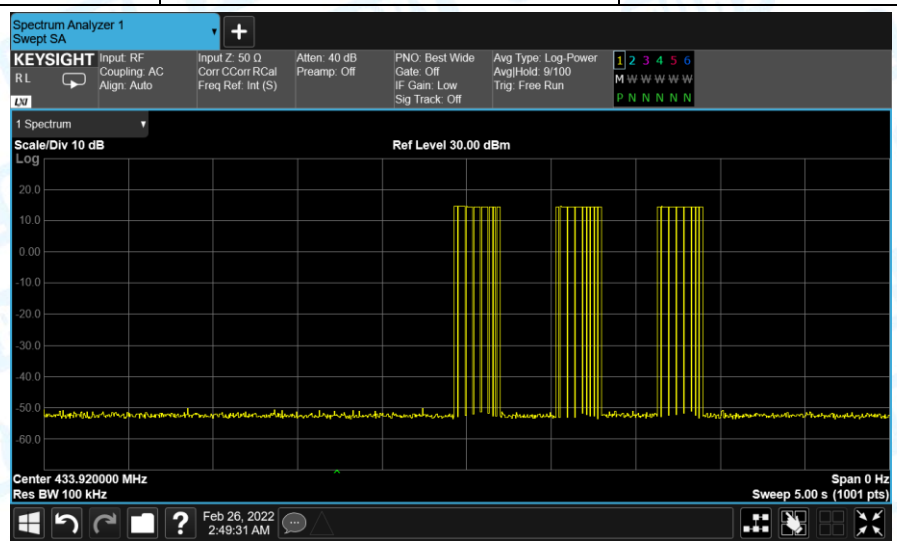 Spectrum Analyzer 1
Swept SA
+
KEYSIGHT
RL
LXI
Input: RF
Coupling: AC
Align: Auto
Input Z: 50 Ω
Corr CCorr RCal
Freq Ref: Int (S)
Atten: 40 dB
Preamp: Off
PNO: Best Wide
Gate: Off
IF Gain: Low
Sig Track: Off
Avg Type: Log-Power
Avg|Hold: 9/100
Trig: Free Run
1 2 3 4 5 6
M W W W W W
P N N N N N
1 Spectrum
Scale/Div 10 dB
Ref Level 30.00 dBm
Log
20.0
10.0
0.00
-10.0
-20.0
-30.0
-40.0
-50.0
-60.0
Center 433.920000 MHz
Span 0 Hz
Res BW 100 kHz
Sweep 5.00 s (1001 pts)
?
Feb 26, 2022
2:49:31 AM